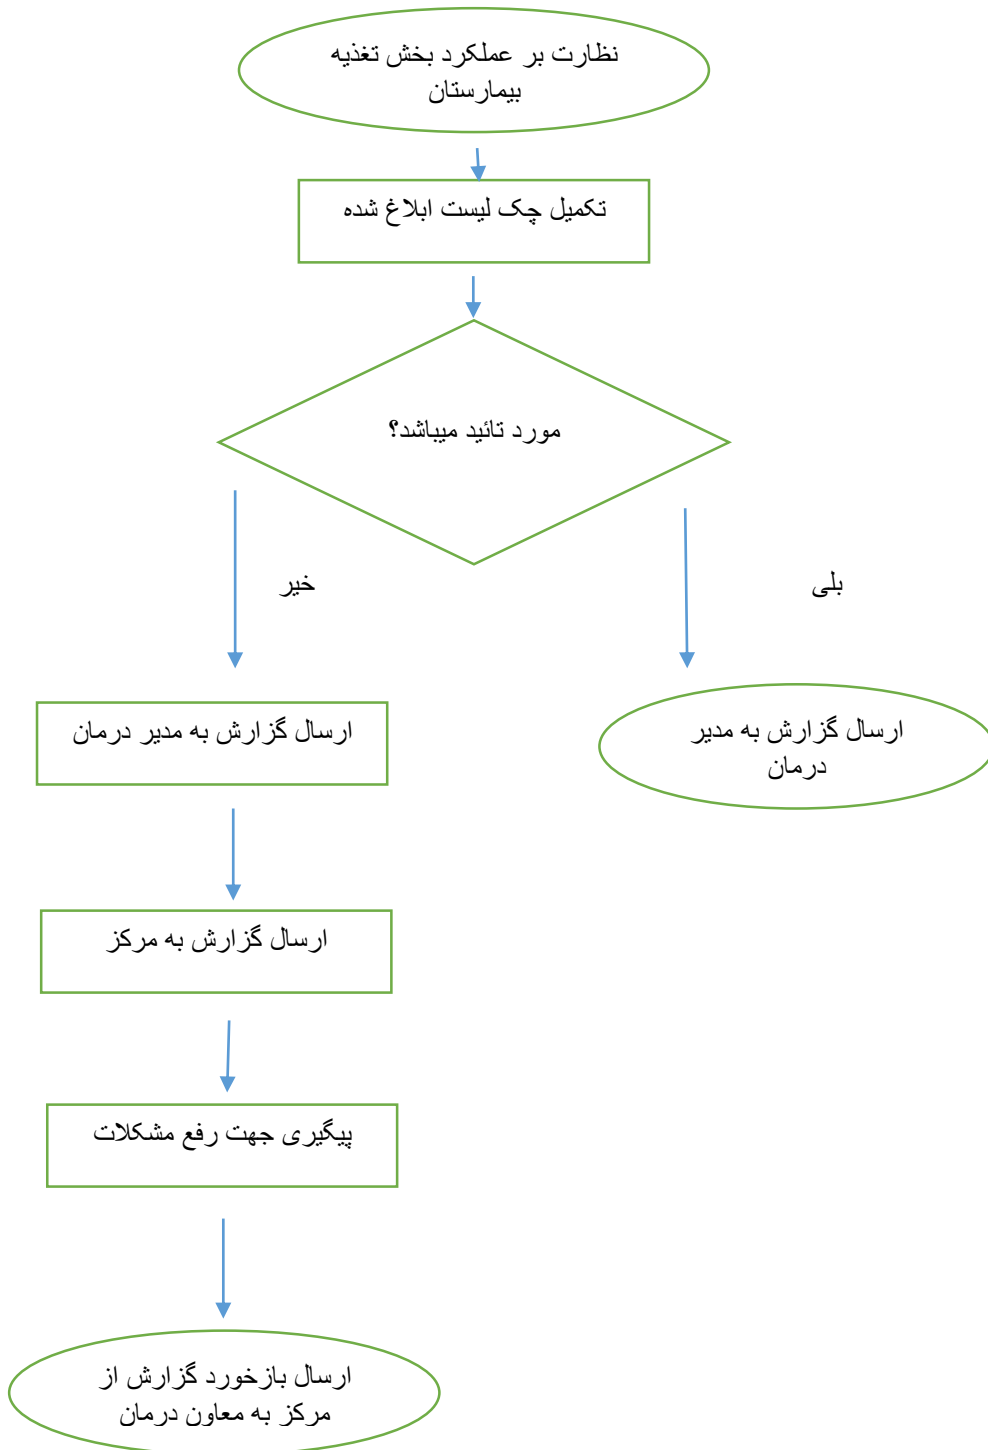 نظارت بر عملکرد بخش تغذیه
بیمارستان
تکمیل چک لیست ابلاغ شده
مورد تائید میباشد؟
بلی
خیر
ارسال گزارش به مدیر
درمان
ارسال گزارش به مدیر درمان
ارسال گزارش به مرکز
پیگیری جهت رفع مشکلات
ارسال بازخورد گزارش از
مرکز به معاون درمان